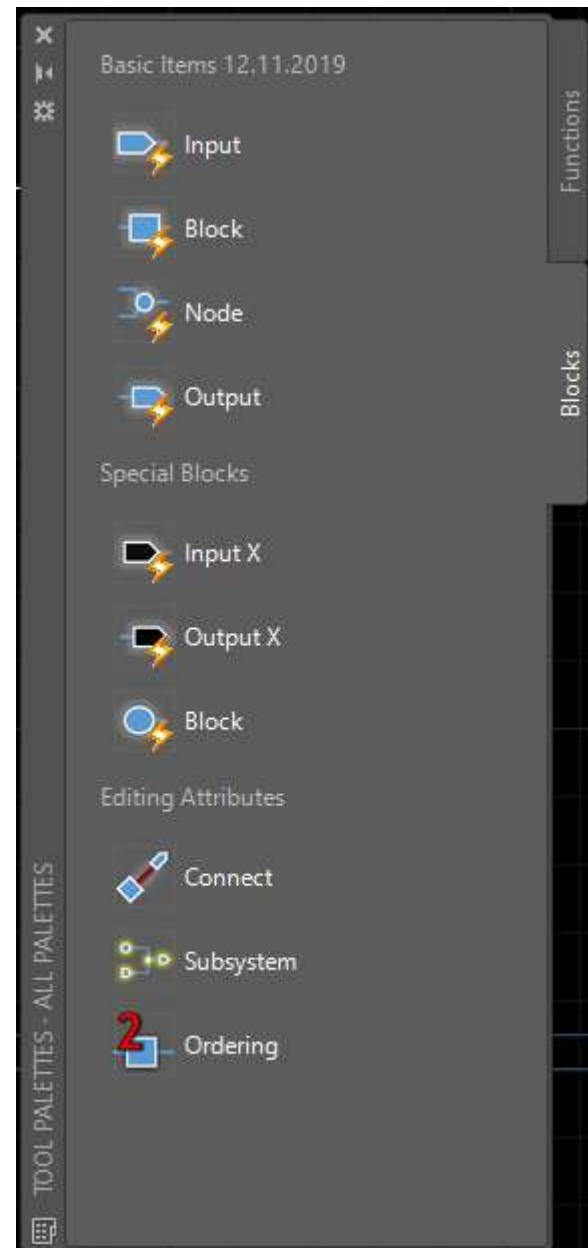 Basic Items 12.11.2019
Input
Block
Node
Output
Special Blocks
Input X
Output X
Block
Editing Attributes
Connect
Subsystem
2
Ordering
Functions
Blocks
TOOL PALETTES - ALL PALETTES